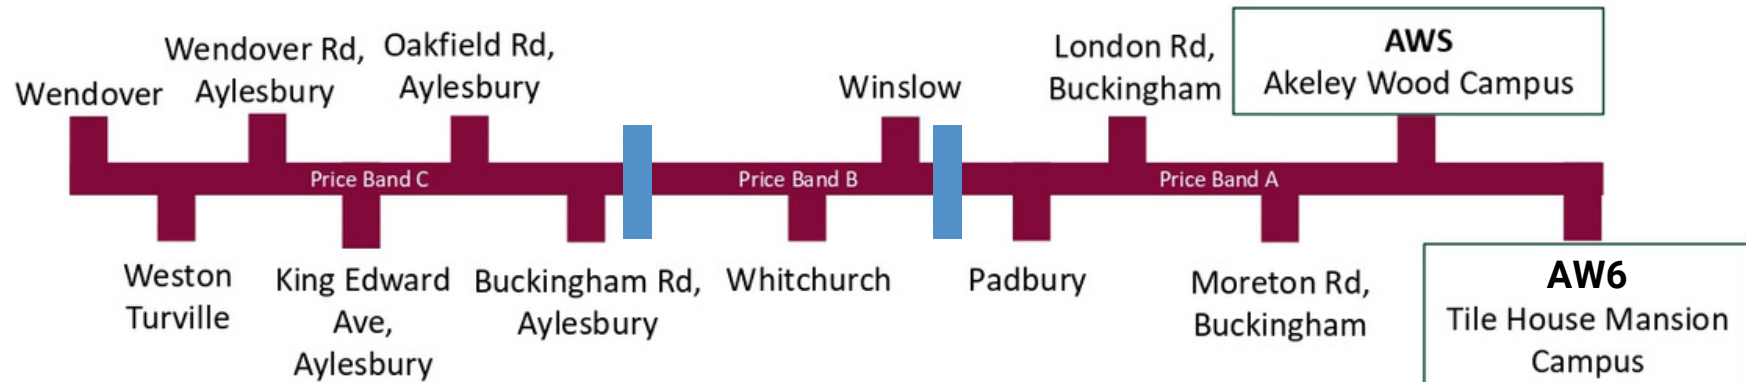 Wendover
Wendover Rd,
Aylesbury
Oakfield Rd,
Aylesbury
Winslow
London Rd,
Buckingham
AWS
Akeley Wood Campus
Price Band C
Price Band B
Price Band A
Weston
Turville
King Edward
Ave,
Aylesbury
Buckingham Rd,
Aylesbury
Whitchurch
Padbury
Moreton Rd,
Buckingham
AW6
Tile House Mansion
Campus